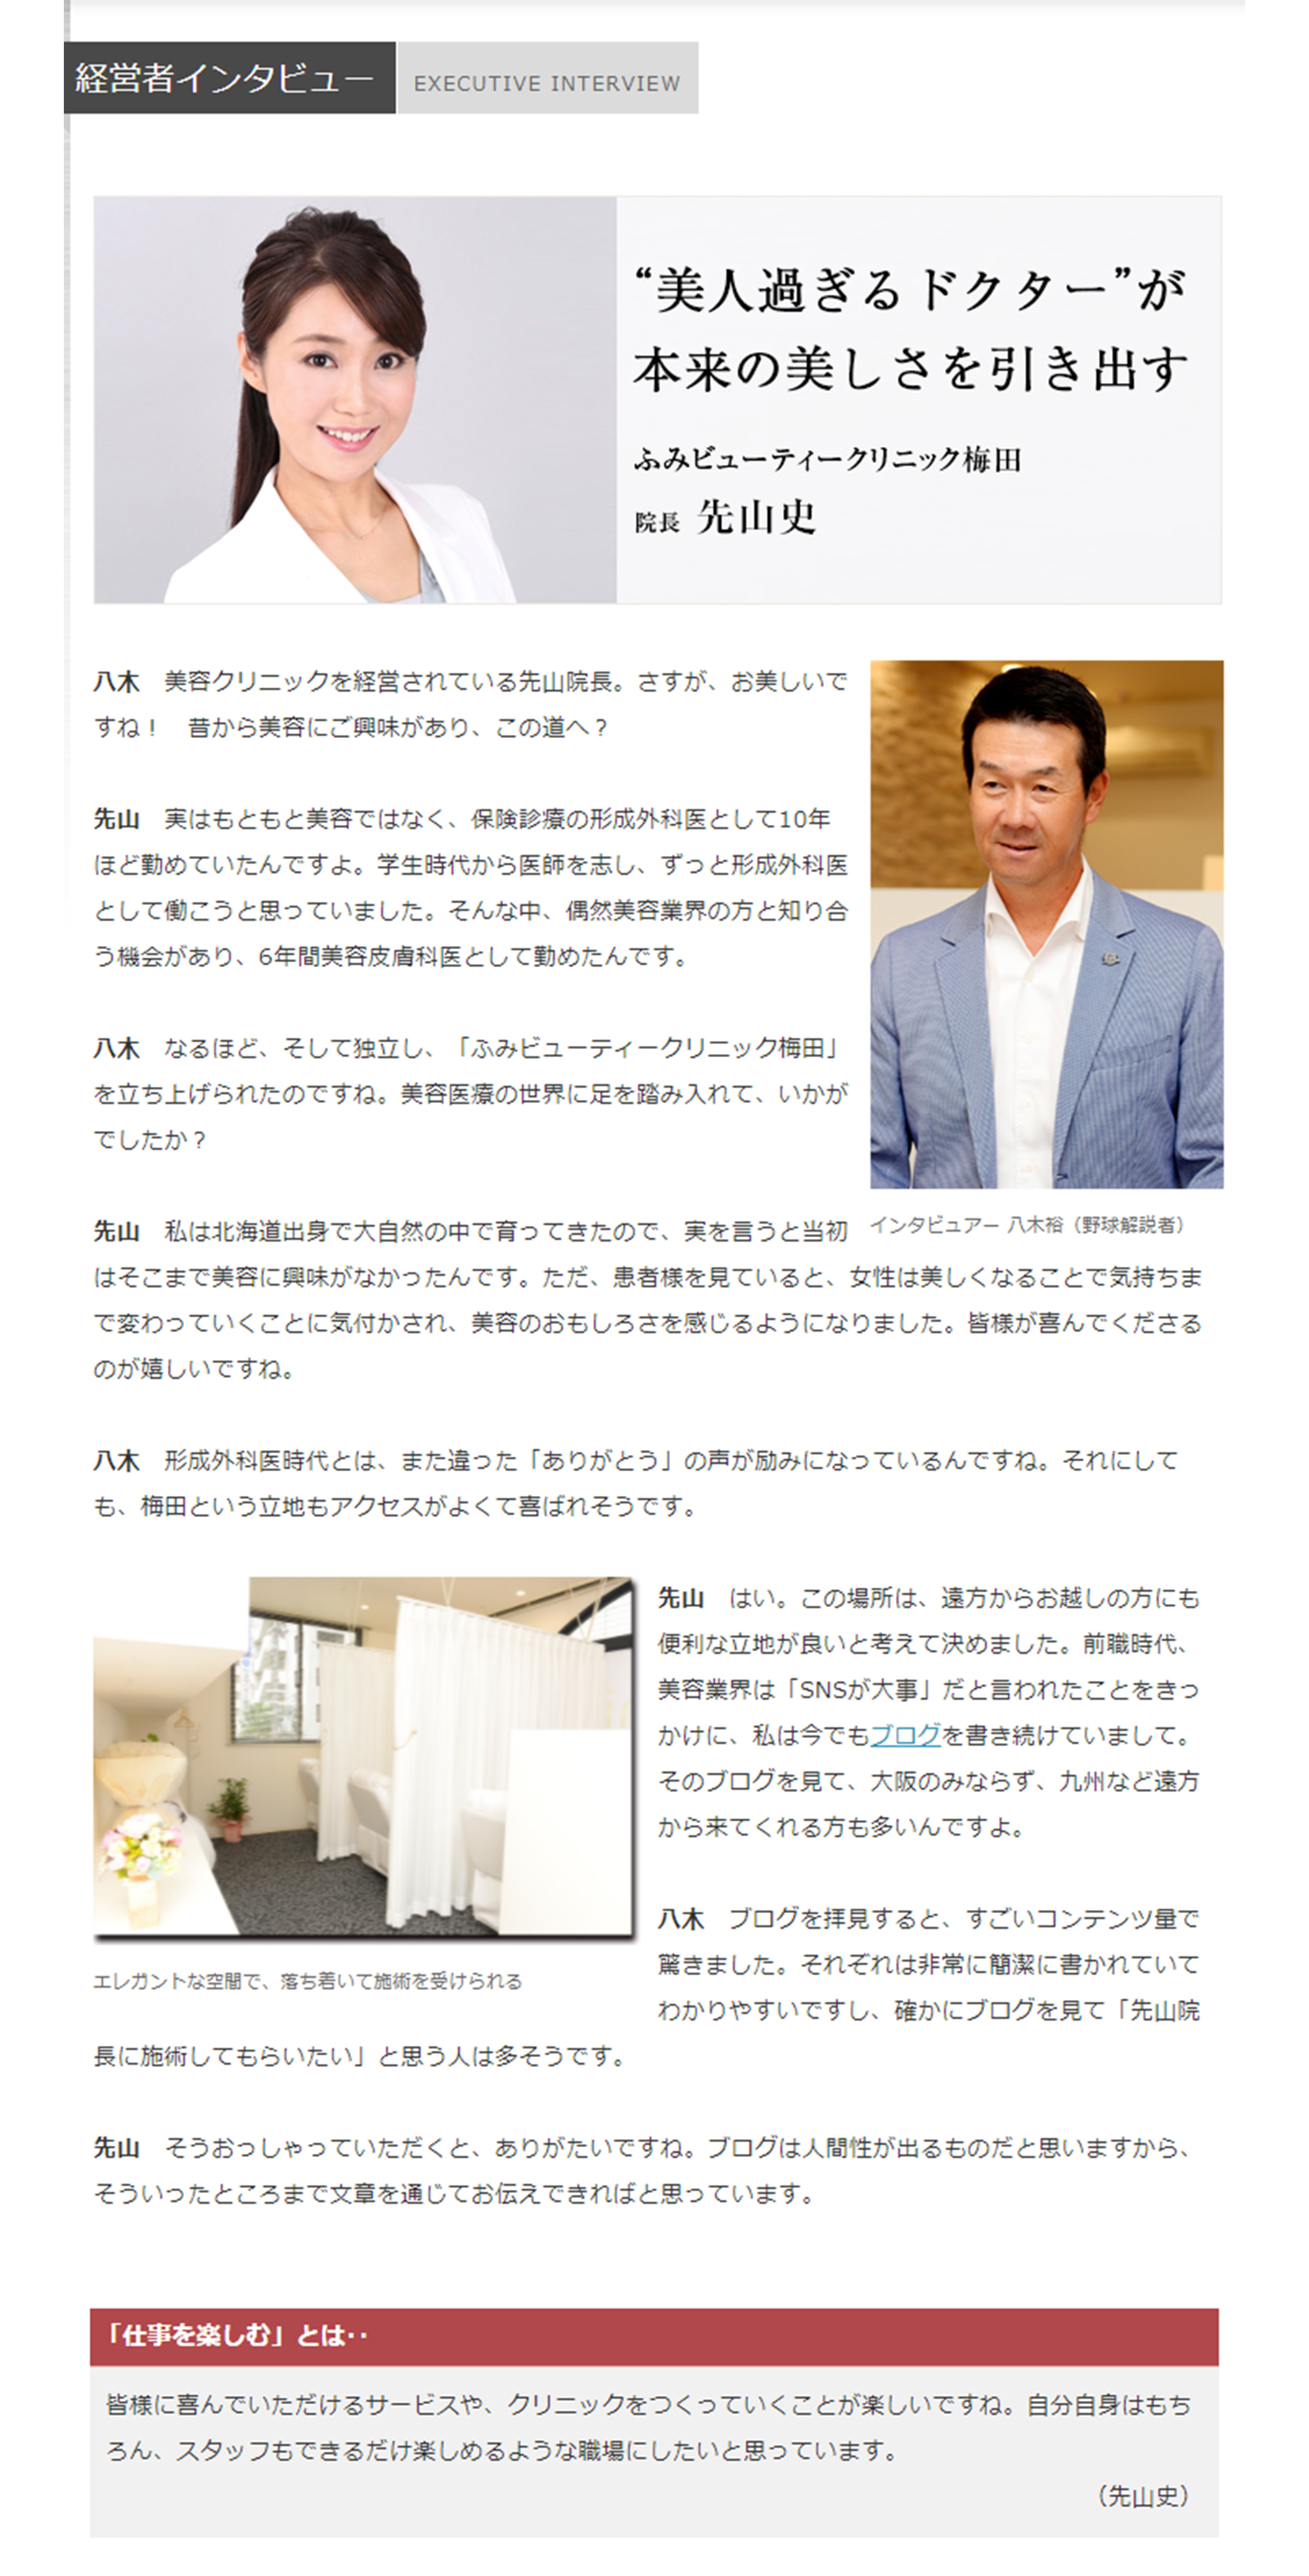 経営者インタビュー EXECUTIVE INTERVIEW
“美人過ぎるドクター”が
本来の美しさを引き出す
ふみビューティークリニック梅田
院長 先山史
八木　美容クリニックを経営されている先山院長。さすが、お美しいで
すね！　昔から美容にご興味があり、この道へ？
先山　実はもともと美容ではなく、保険診療の形成外科医として10年
ほど勤めていたんですよ。学生時代から医師を志し、ずっと形成外科医
として働こうと思っていました。そんな中、偶然美容業界の方と知り合
う機会があり、6年間美容皮膚科医として勤めたんです。
八木　なるほど、そして独立し、「ふみビューティークリニック梅田」
を立ち上げられたのですね。美容医療の世界に足を踏み入れて、いかが
でしたか？
インタビュアー 八木裕（野球解説者）
先山　私は北海道出身で大自然の中で育ってきたので、実を言うと当初
はそこまで美容に興味がなかったんです。ただ、患者様を見ていると、女性は美しくなることで気持ちま
で変わっていくことに気付かされ、美容のおもしろさを感じるようになりました。皆様が喜んでくださる
のが嬉しいですね。
八木　形成外科医時代とは、また違った「ありがとう」の声が励みになっているんですね。それにして
も、梅田という立地もアクセスがよくて喜ばれそうです。
エレガントな空間で、落ち着いて施術を受けられる
先山　はい。この場所は、遠方からお越しの方にも
便利な立地が良いと考えて決めました。前職時代、
美容業界は「SNSが大事」だと言われたことをきっ
かけに、私は今でもブログを書き続けていまして。
そのブログを見て、大阪のみならず、九州など遠方
から来てくれる方も多いんですよ。
八木　ブログを拝見すると、すごいコンテンツ量で
驚きました。それぞれは非常に簡潔に書かれていて
わかりやすいですし、確かにブログを見て「先山院
長に施術してもらいたい」と思う人は多そうです。
先山　そうおっしゃっていただくと、ありがたいですね。ブログは人間性が出るものだと思いますから、
そういったところまで文章を通じてお伝えできればと思っています。
「仕事を楽しむ」とは‥
皆様に喜んでいただけるサービスや、クリニックをつくっていくことが楽しいですね。自分自身はもち
ろん、スタッフもできるだけ楽しめるような職場にしたいと思っています。
（先山史）